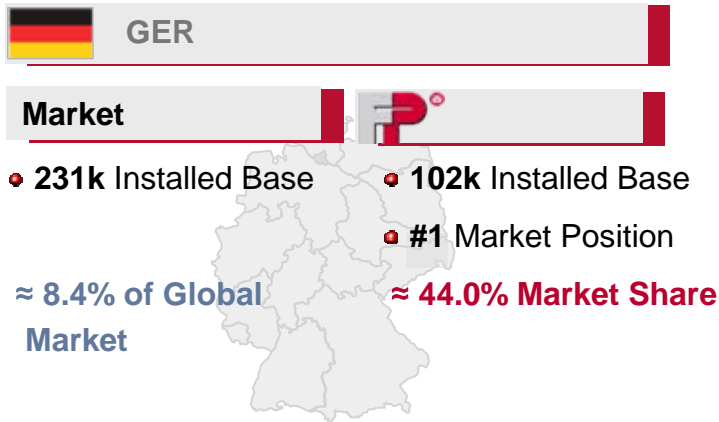 GER
Market
FP®
231k Installed Base
102k Installed Base
#1 Market Position
≈ 8.4% of Global
Market
≈ 44.0% Market Share